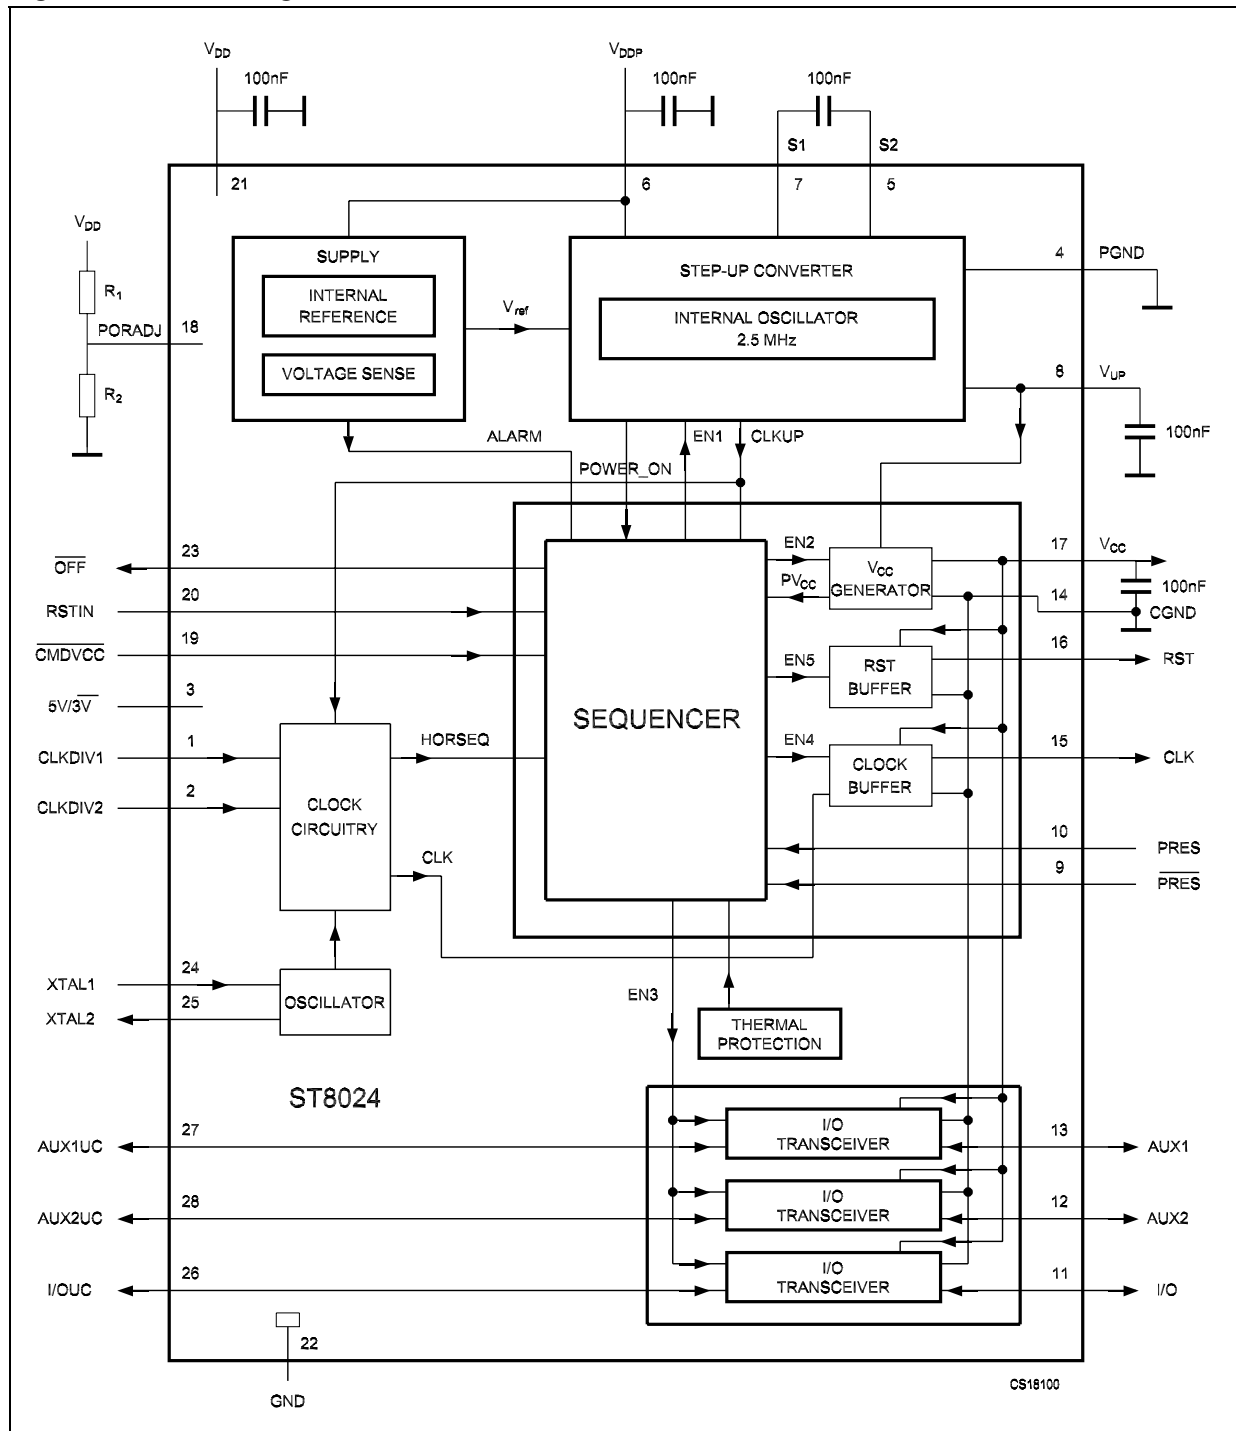 VDD
VDDP
100nF
100nF
100nF
S1
S2
21
6
7
5
VDD
R1
PORADJ
18
R2
SUPPLY
INTERNAL
REFERENCE
VOLTAGE SENSE
Vref
STEP-UP CONVERTER
INTERNAL OSCILLATOR
2.5 MHz
4
PGND
8
VUP
100nF
ALARM
EN1
CLKUP
POWER_ON
23
OFF
20
RSTIN
19
CMDVCC
3
5V/3V
1
CLKDIV1
2
CLKDIV2
HORSEQ
CLOCK
CIRCUITRY
CLK
SEQUENCER
EN2
PVCC
VCC
GENERATOR
17
VCC
100nF
14
CGND
EN5
RST
BUFFER
16
RST
EN4
CLOCK
BUFFER
15
CLK
10
PRES
9
PRES
24
XTAL1
25
XTAL2
OSCILLATOR
EN3
THERMAL
PROTECTION
ST8024
27
AUX1UC
I/O
TRANSCEIVER
13
AUX1
28
AUX2UC
I/O
TRANSCEIVER
12
AUX2
26
I/OUC
I/O
TRANSCEIVER
11
I/O
22
GND
CS18100